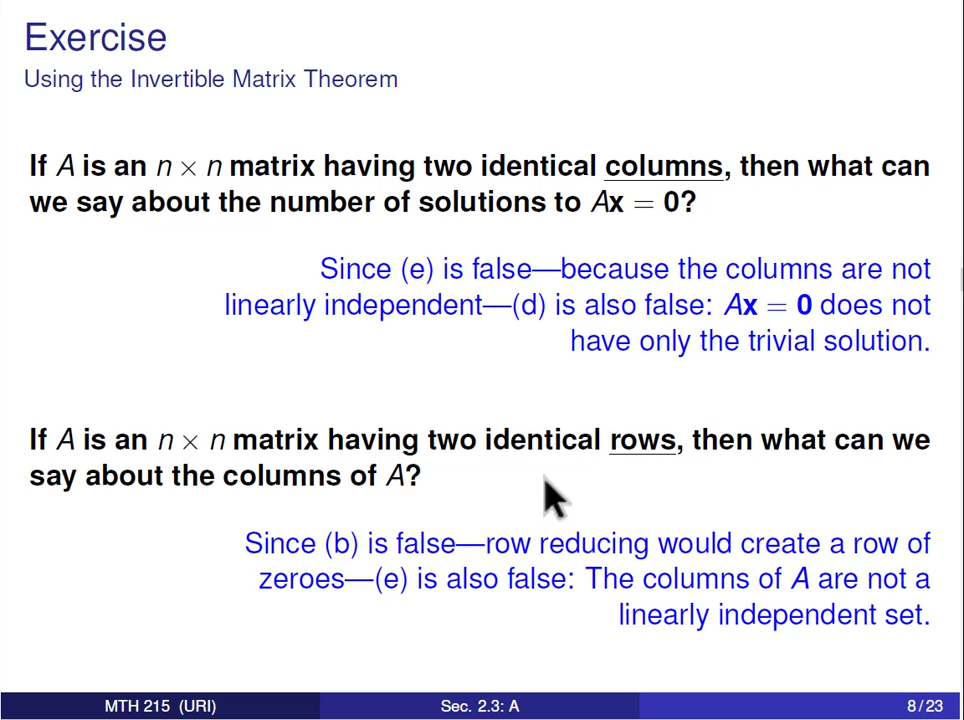 Exercise
Using the Invertible Matrix Theorem
If A is an n × n matrix having two identical columns, then what can
we say about the number of solutions to Ax = 0?
Since (e) is false—because the columns are not
linearly independent—(d) is also false: Ax = 0 does not
have only the trivial solution.
If A is an n × n matrix having two identical rows, then what can we
say about the columns of A?
Since (b) is false—row reducing would create a row of
zeroes—(e) is also false: The columns of A are not a
linearly independent set.
MTH 215 (URI) Sec. 2.3: A 8 / 23